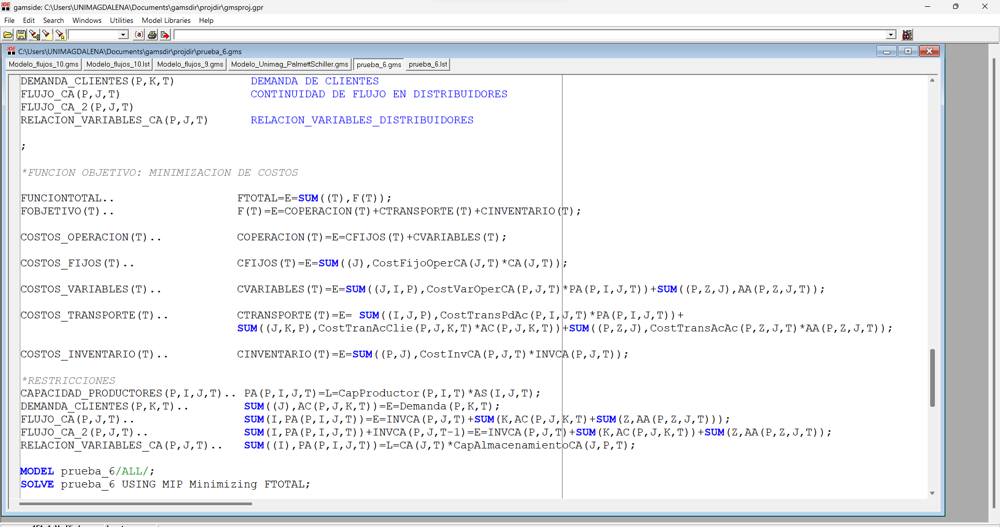 gamside: C:\Users\UNIMAGDALENA\Documents\gamsdir\projdir\gmsproj.gpr
File Edit Search Windows Utilities Model Libraries Help
{a}
C:\Users\UNIMAGDALENA\Documents\gamsdir\projdir\prueba_6.gms
Modelo_flujos_10.gms Modelo_flujos_10.lst Modelo_flujos_9.gms Modelo_Unimag_PalmettSchiller.gms prueba_6.gms prueba_6.lst
DEMANDA_CLIENTES(P,K,T) DEMANDA DE CLIENTES
FLUJO_CA(P,J,T) CONTINUIDAD DE FLUJO EN DISTRIBUIDORES
FLUJO_CA_2(P,J,T)
RELACION_VARIABLES_CA(P,J,T) RELACION_VARIABLES_DISTRIBUIDORES
;
*FUNCION OBJETIVO: MINIMIZACION DE COSTOS
FUNCIONTOTAL.. FTOTAL=E=SUM((T),F(T));
FOBJETIVO(T).. F(T)=E=COPERACION(T)+CTRANSPORTE(T)+CINVENTARIO(T);
COSTOS_OPERACION(T).. COPERACION(T)=E=CFIJOS(T)+CVARIABLES(T);
COSTOS_FIJOS(T).. CFIJOS(T)=E=SUM((J),CostFijoOperCA(J,T)*CA(J,T));
COSTOS_VARIABLES(T).. CVARIABLES(T)=E=SUM((J,I,P),CostVarOperCA(P,J,T)*PA(P,I,J,T))+SUM((P,Z,J),AA(P,Z,J,T));
COSTOS_TRANSPORTE(T).. CTRANSPORTE(T)=E= SUM((I,J,P),CostTransPdAc(P,I,J,T)*PA(P,I,J,T))+
SUM((J,K,P),CostTranAcClie(P,J,K,T)*AC(P,J,K,T))+SUM((P,Z,J),CostTransAcAc(P,Z,J,T)*AA(P,Z,J,T));
COSTOS_INVENTARIO(T).. CINVENTARIO(T)=E=SUM((P,J),CostInvCA(P,J,T)*INVCA(P,J,T));
*RESTRICCIONES
CAPACIDAD_PRODUCTORES(P,I,J,T).. PA(P,I,J,T)=L=CapProductor(P,I,T)*AS(I,J,T);
DEMANDA_CLIENTES(P,K,T).. SUM((J),AC(P,J,K,T))=E=Demanda(P,K,T);
FLUJO_CA(P,J,T).. SUM(I,PA(P,I,J,T))=E=INVCA(P,J,T)+SUM(K,AC(P,J,K,T)+SUM(Z,AA(P,Z,J,T)));
FLUJO_CA_2(P,J,T).. SUM(I,PA(P,I,J,T))+INVCA(P,J,T-1)=E=INVCA(P,J,T)+SUM(K,AC(P,J,K,T))+SUM(Z,AA(P,Z,J,T));
RELACION_VARIABLES_CA(P,J,T).. SUM((I),PA(P,I,J,T))=L=CA(J,T)*CapAlmacenamientoCA(J,P,T);
MODEL prueba_6/ALL/;
SOLVE prueba_6 USING MIP Minimizing FTOTAL;